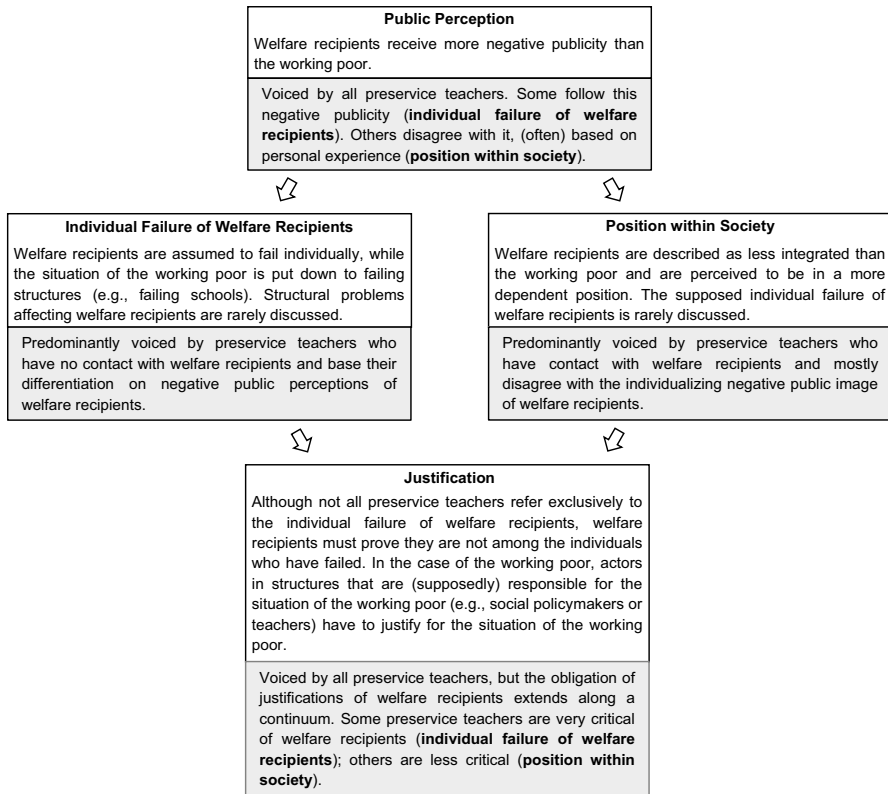 Public Perception
Welfare recipients receive more negative publicity than
the working poor.
Voiced by all preservice teachers. Some follow this
negative publicity (individual failure of welfare
recipients). Others disagree with it, (often) based on
personal experience (position within society).
Individual Failure of Welfare Recipients
Welfare recipients are assumed to fail individually, while
the situation of the working poor is put down to failing
structures (e.g., failing schools). Structural problems
affecting welfare recipients are rarely discussed.
Predominantly voiced by preservice teachers who
have no contact with welfare recipients and base their
differentiation on negative public perceptions of
welfare recipients.
Position within Society
Welfare recipients are described as less integrated than
the working poor and are perceived to be in a more
dependent position. The supposed individual failure of
welfare recipients is rarely discussed.
Predominantly voiced by preservice teachers who
have contact with welfare recipients and mostly
disagree with the individualizing negative public image
of welfare recipients.
Justification
Although not all preservice teachers refer exclusively to
the individual failure of welfare recipients, welfare
recipients must prove they are not among the individuals
who have failed. In the case of the working poor, actors
in structures that are (supposedly) responsible for the
situation of the working poor (e.g., social policymakers or
teachers) have to justify for the situation of the working
poor.
Voiced by all preservice teachers, but the obligation of
justifications of welfare recipients extends along a
continuum. Some preservice teachers are very critical
of welfare recipients (individual failure of welfare
recipients); others are less critical (position within
society).